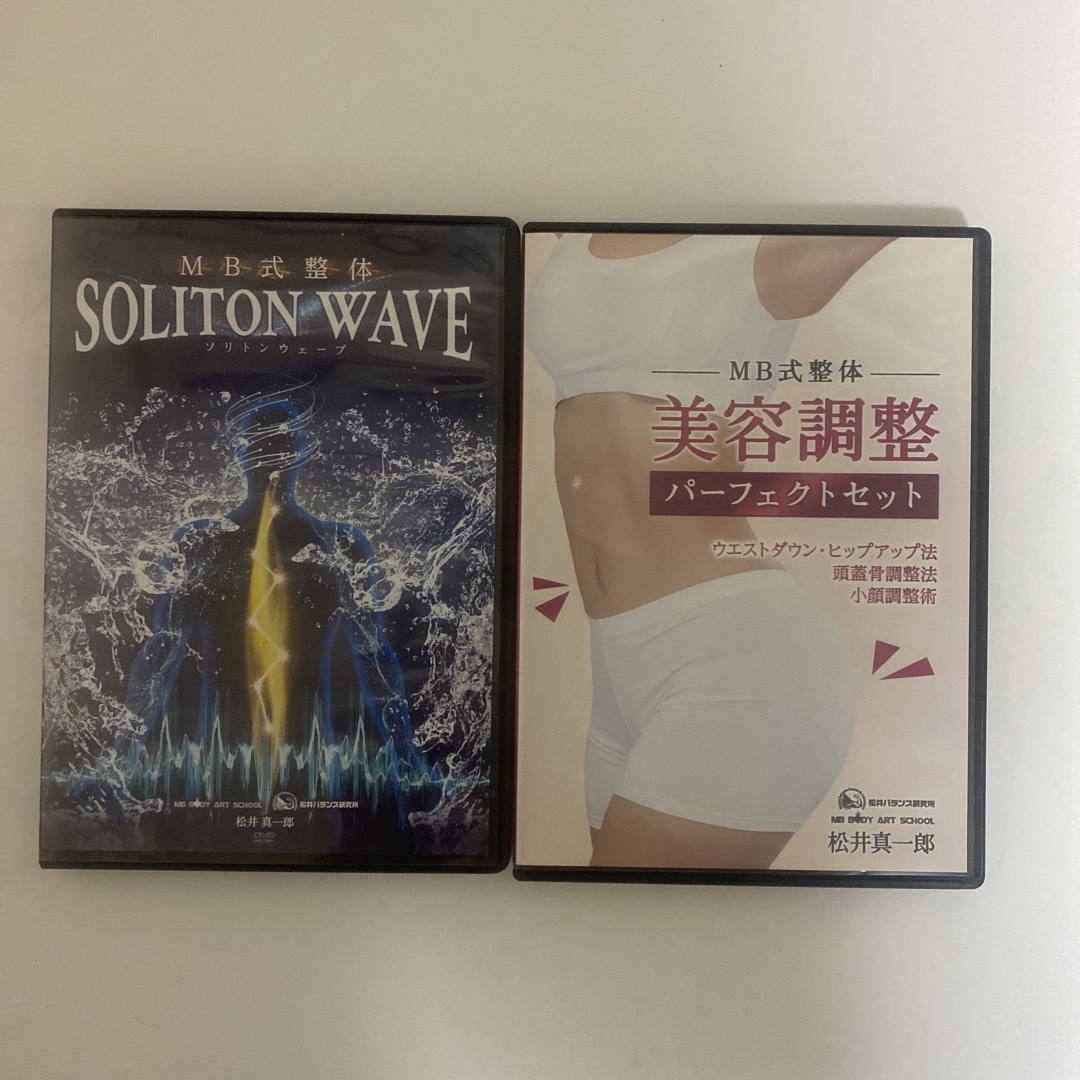 MB式整体
SOLITON WAVE
ソリトンウェーブ
MB BODY ART SCHOOL
松井バランス研究所
松井 真一郎
DVD
MB式整体
美容調整
パーフェクトセット
ウエストダウン・ヒップアップ法
頭蓋骨調整法
小顔調整術
松井バランス研究所
MB BODY ART SCHOOL
松井真一郎